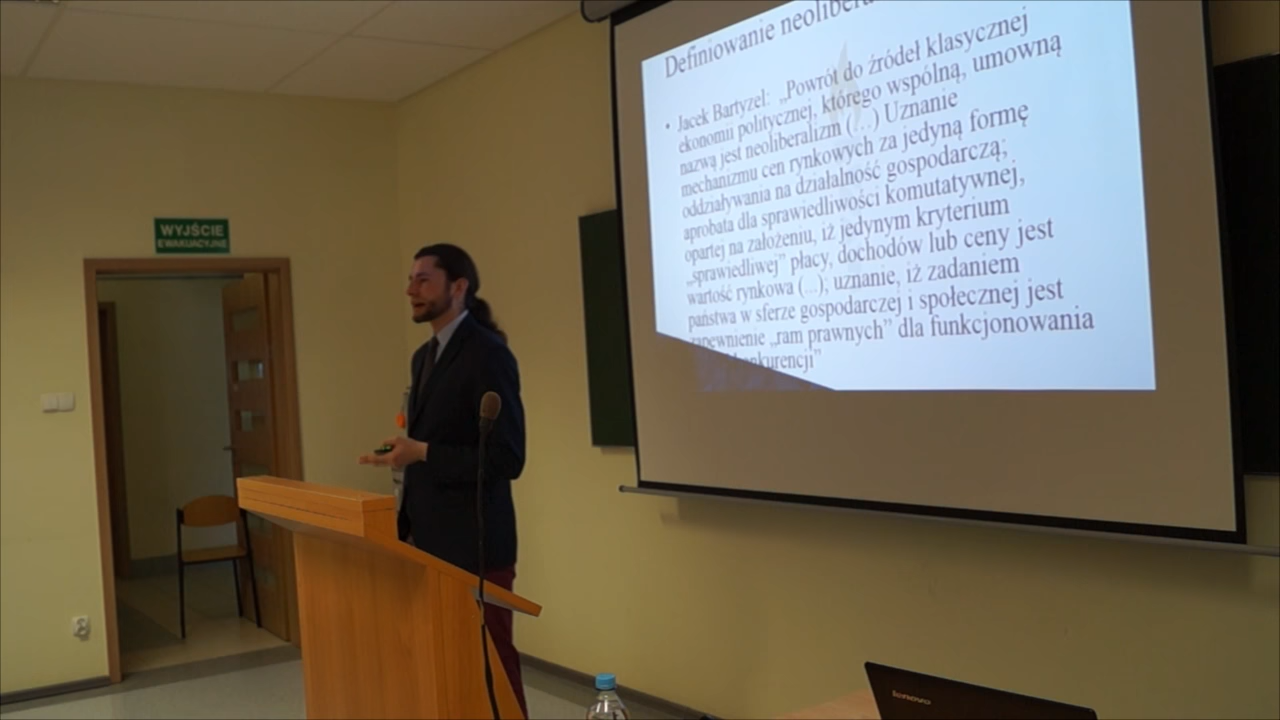 Definiowanie
• Jacek Bartyzel: „Powrót do źródeł klasycznej
ekonomii politycznej, którego wspólną, umowną
nazwą jest neoliberalizm (...) Uznanie
mechanizmu cen rynkowych za jedyną formę
oddziaływania na działalność gospodarczą;
aprobata dla sprawiedliwości komutatywnej,
opartej na założeniu, iż jedynym kryterium
„sprawiedliwej” płacy, dochodów lub ceny jest
wartość rynkowa (...); uznanie, iż zadaniem
państwa w sferze gospodarczej i społecznej jest
zapewnienie „ram prawnych” dla funkcjonowania
konkurencji”
WYJŚCIE
EWAKUACYJNE
lenovo